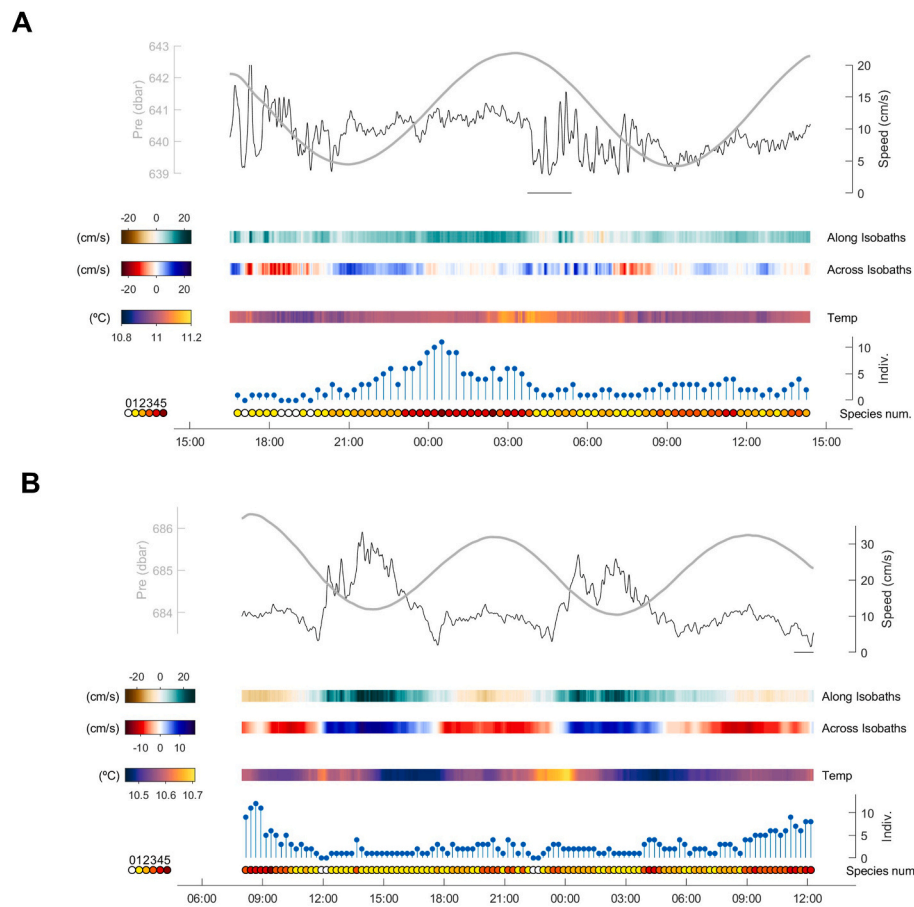 A
643
642
640
639
Pre (dbar)
20
15
10
5
0
Speed (cm/s)
-20 0 20
(cm/s)
Along Isobaths
(cm/s)
Across Isobaths
-20 0 20
(ºC)
Temp
10.8 11 11.2
10
5
0
Indiv.
012345
Species num.
15:00 18:00 21:00 00:00 03:00 06:00 09:00 12:00 15:00
B
686
685
684
Pre (dbar)
30
20
10
0
Speed (cm/s)
-20 0 20
(cm/s)
Along Isobaths
(cm/s)
Across Isobaths
-10 0 10
(ºC)
Temp
10.5 10.6 10.7
10
5
0
Indiv.
012345
Species num
06:00 09:00 12:00 15:00 18:00 21:00 00:00 03:00 06:00 09:00 12:00